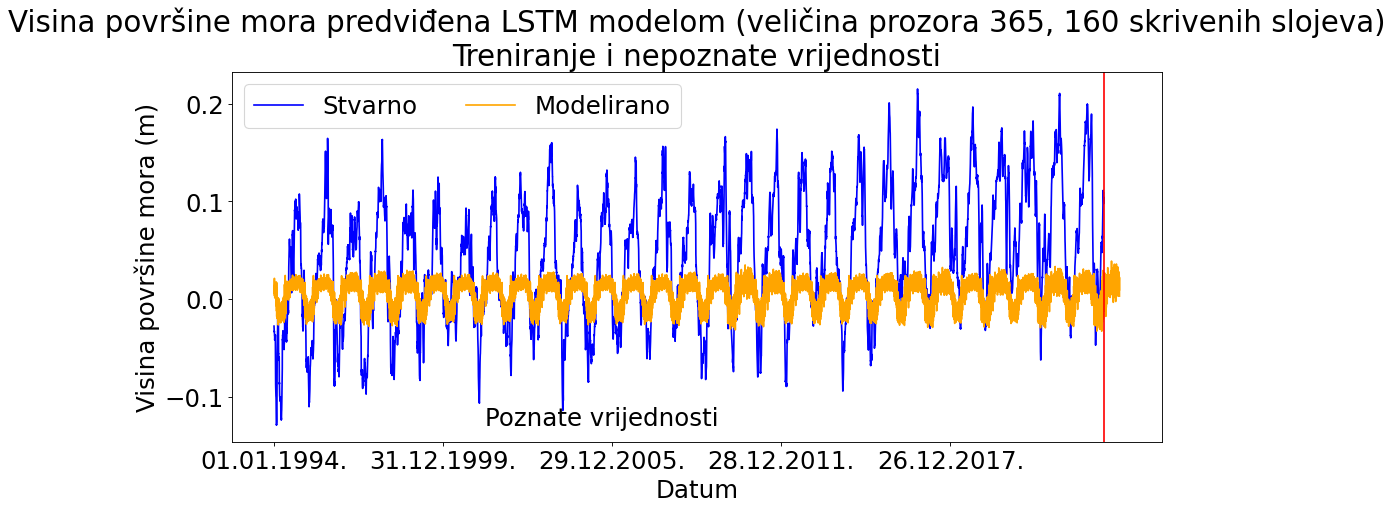 Visina površine mora predviđena LSTM modelom (veličina prozora 365, 160 skrivenih slojeva)
Treniranje i nepoznate vrijednosti
Stvarno
Modelirano
Visina površine mora (m)
0.2
0.1
0.0
−0.1
Poznate vrijednosti
01.01.1994.
31.12.1999.
29.12.2005.
28.12.2011.
26.12.2017.
Datum